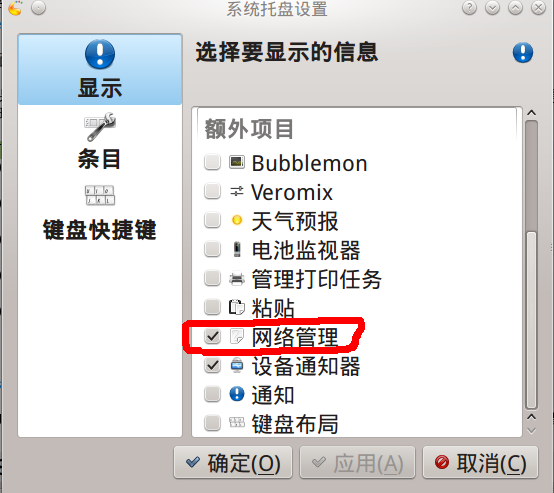 系统托盘设置
显示
条目
键盘快捷键
选择要显示的信息
额外项目
Bubblemon
Veromix
天气预报
电池监视器
管理打印任务
粘贴
网络管理
设备通知器
通知
键盘布局
确定(O)
应用(A)
取消(C)